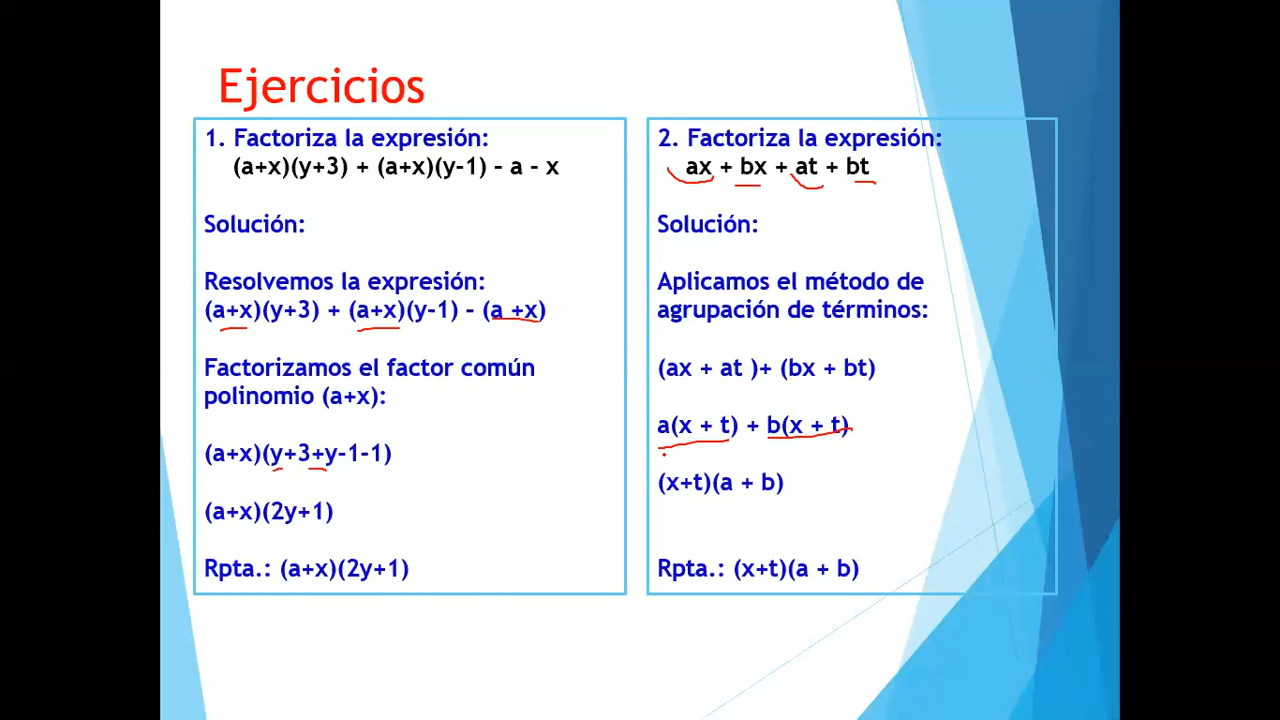 Ejercicios
1. Factoriza la expresión:
(a+x)(y+3) + (a+x)(y-1) - a - x
Solución:
Resolvemos la expresión:
(a+x)(y+3) + (a+x)(y-1) - (a +x)
Factorizamos el factor común
polinomio (a+x):
(a+x)(y+3+y-1-1)
(a+x)(2y+1)
Rpta.: (a+x)(2y+1)
2. Factoriza la expresión:
ax + bx + at + bt
Solución:
Aplicamos el método de
agrupación de términos:
(ax + at )+ (bx + bt)
a(x + t) + b(x + t)
(x+t)(a + b)
Rpta.: (x+t)(a + b)